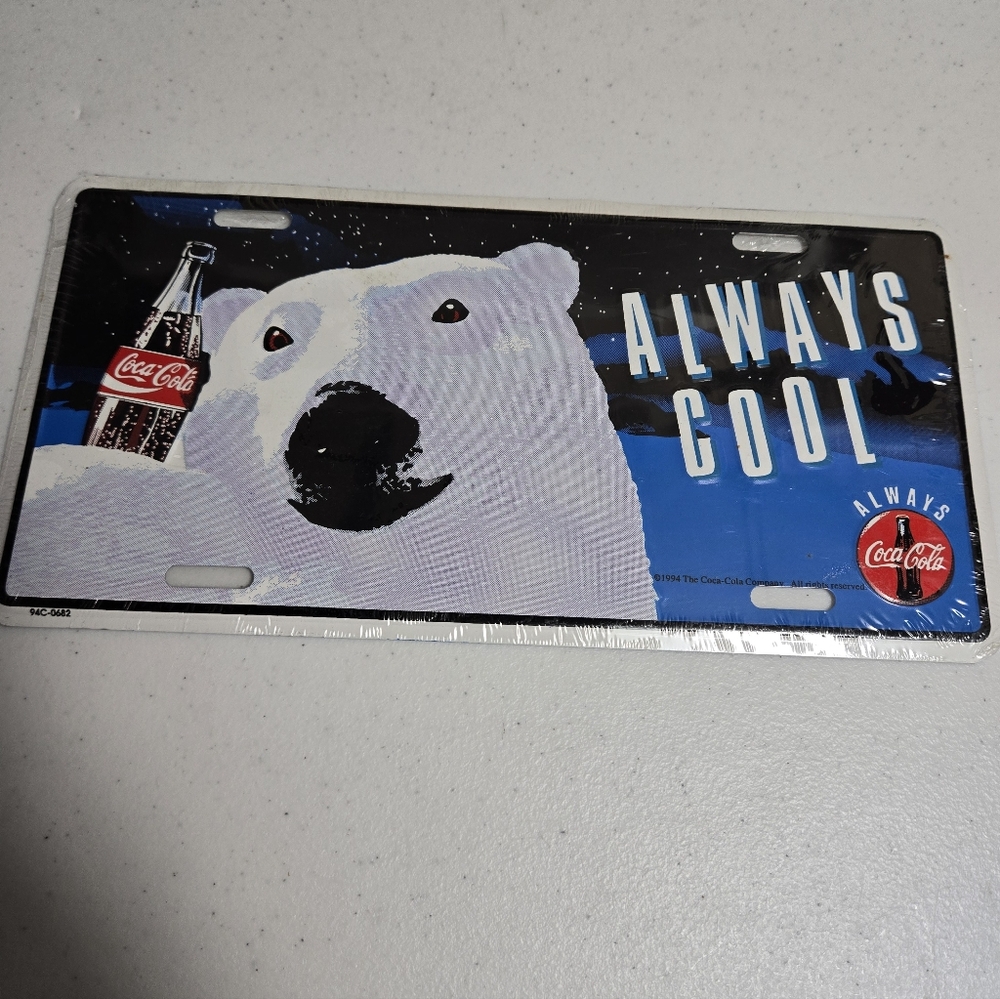 Coca-Cola
ALWAYS
COOL
ALWAYS
Coca-Cola
©1994 The Coca-Cola Company. All rights reserved.
94C-0682